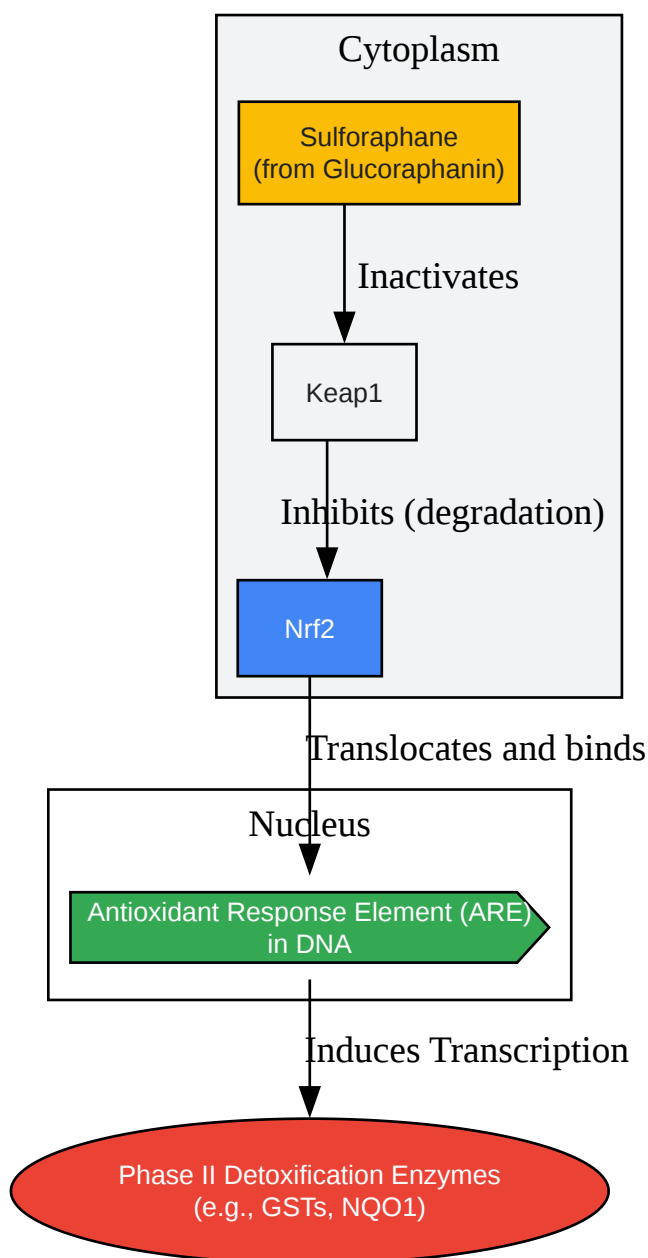 Cytoplasm
Sulforaphane
(from Glucoraphanin)
Inactivates
Keap1
Inhibits (degradation)
Nrf2
Translocates and binds
Nucleus
Antioxidant Response Element (ARE)
in DNA
Induces Transcription
Phase II Detoxification Enzymes
(e.g., GSTs, NQO1)